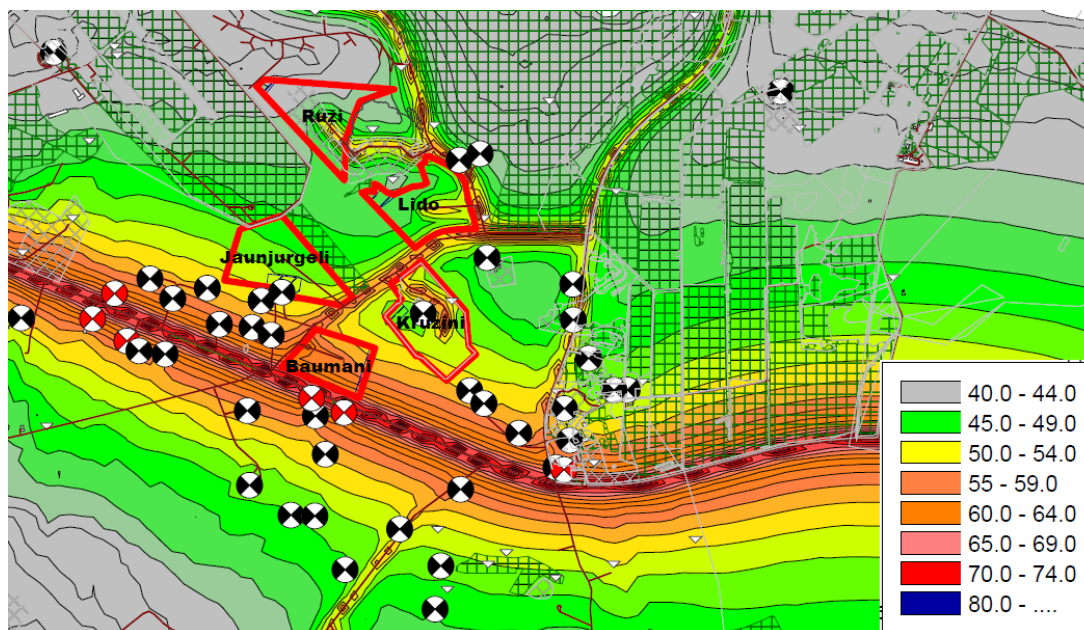 Ruzi
Lido
Jaunjurgeli
Kruzini
Baumani
40.0 - 44.0
45.0 - 49.0
50.0 - 54.0
55 - 59.0
60.0 - 64.0
65.0 - 69.0
70.0 - 74.0
80.0 - ....